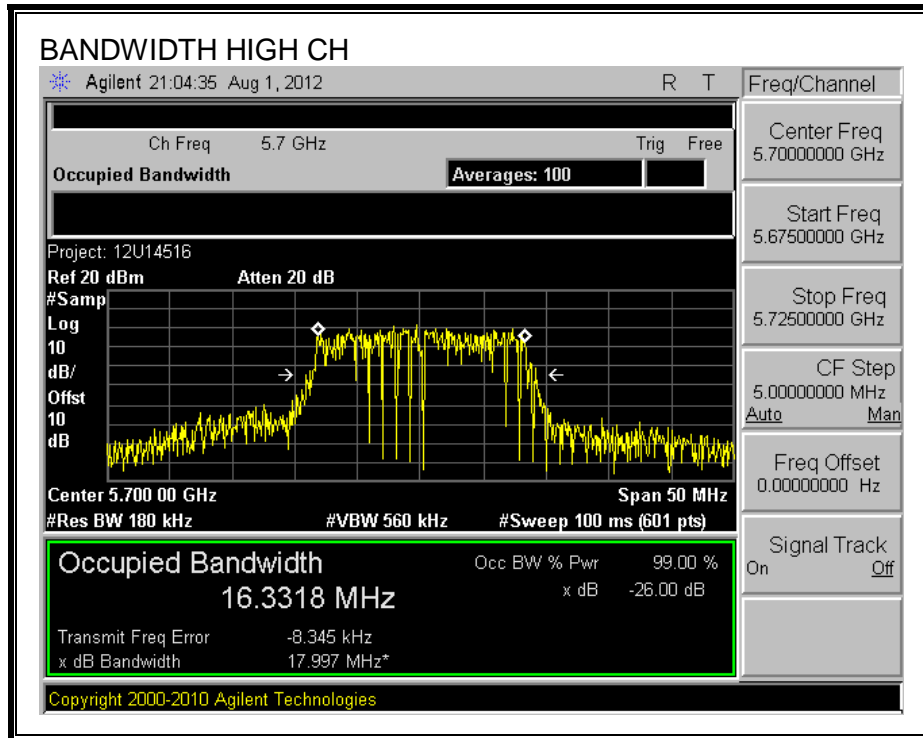 BANDWIDTH HIGH CH
Agilent 21:04:35 Aug 1, 2012 R T
Freq/Channel
Ch Freq 5.7 GHz Trig Free
Occupied Bandwidth Averages: 100
Center Freq
5.70000000 GHz
Start Freq
5.67500000 GHz
Stop Freq
5.72500000 GHz
CF Step
5.00000000 MHz
Auto Man
Freq Offset
0.00000000 Hz
Signal Track
On Off
Project: 12U14516
Ref 20 dBm Atten 20 dB
#Samp
Log
10
dB/
Offst
10
dB
Center 5.700 00 GHz Span 50 MHz
#Res BW 180 kHz #VBW 560 kHz #Sweep 100 ms (601 pts)
Occupied Bandwidth Occ BW % Pwr 99.00 %
16.3318 MHz x dB -26.00 dB
Transmit Freq Error -8.345 kHz
x dB Bandwidth 17.997 MHz*
Copyright 2000-2010 Agilent Technologies